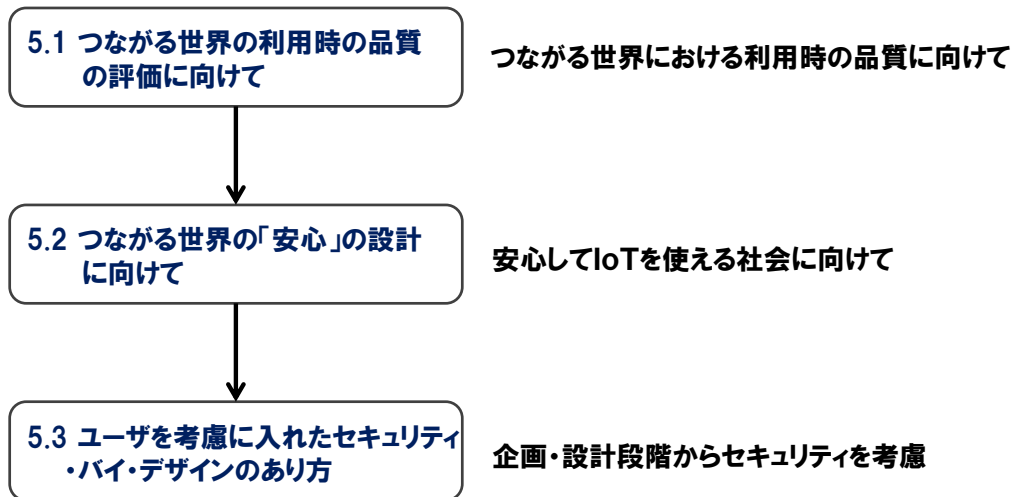 5.1 つながる世界の利用時の品質
の評価に向けて
つながる世界における利用時の品質に向けて
5.2 つながる世界の「安心」の設計
に向けて
安心してIoTを使える社会に向けて
5.3 ユーザを考慮に入れたセキュリティ
・バイ・デザインのあり方
企画・設計段階からセキュリティを考慮